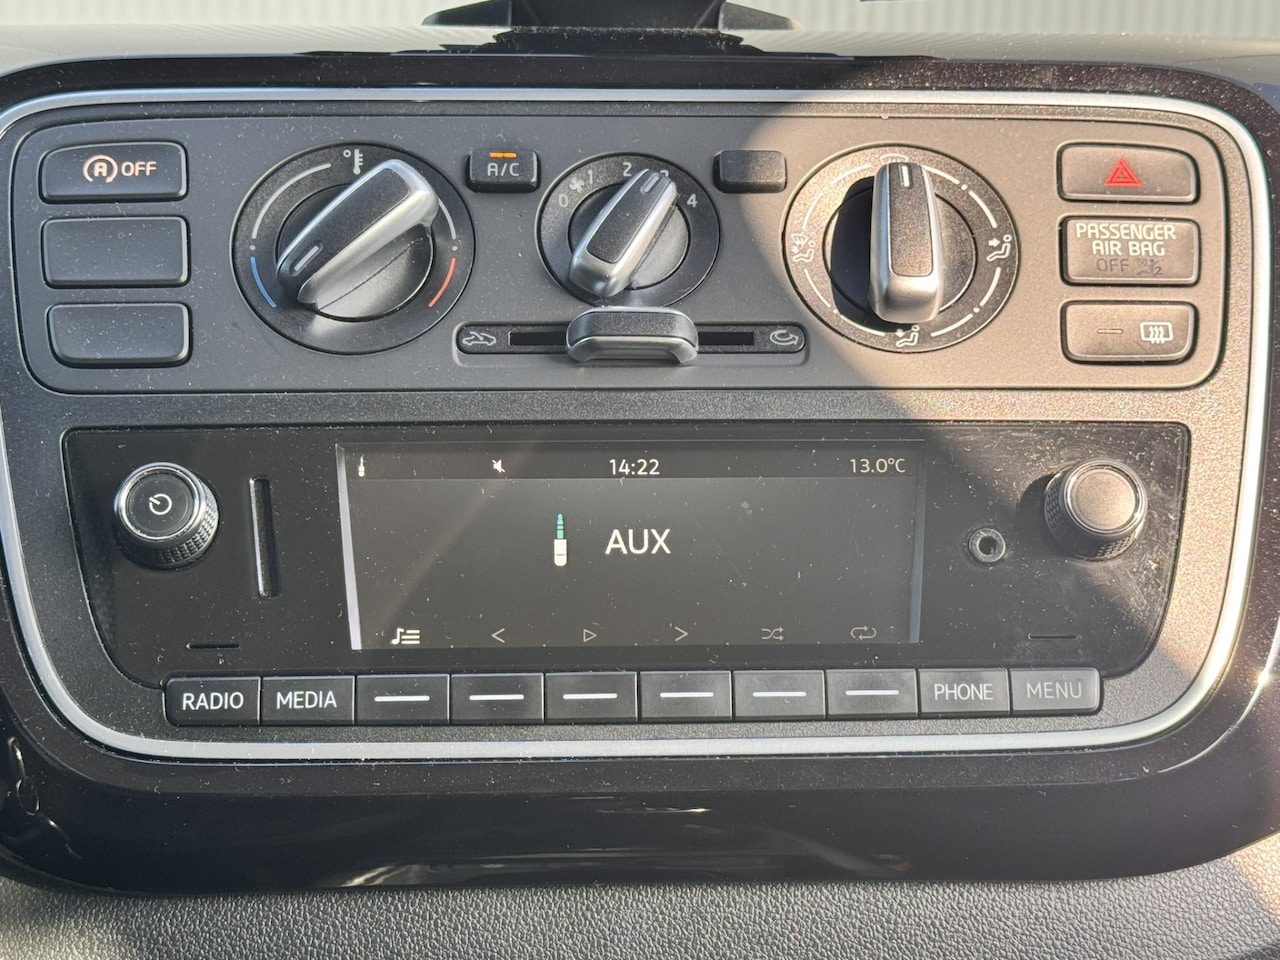 A OFF
A/C
0 1 2 3 4
PASSENGER
AIR BAG
OFF
14:22
13.0°C
AUX
RADIO
MEDIA
PHONE
MENU